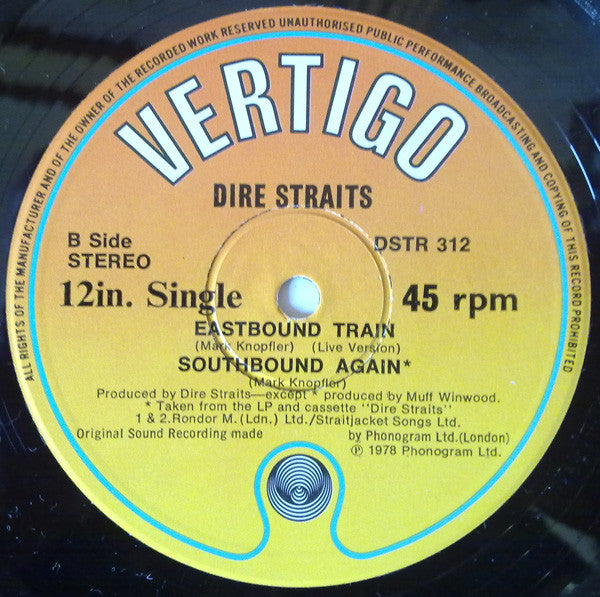 ALL RIGHTS OF THE MANUFACTURER AND OF THE OWNER OF THE RECORDED WORK RESERVED UNAUTHORISED PUBLIC PERFORMANCE BROADCASTING AND COPYING OF THIS RECORD PROHIBITED
VERTIGO
DIRE STRAITS
B Side
STEREO
DSTR 312
12in. Single
45 rpm
EASTBOUND TRAIN
(Mark Knopfler) (Live Version)
SOUTHBOUND AGAIN*
(Mark Knopfler)
Produced by Dire Straits—except * produced by Muff Winwood.
* Taken from the LP and cassette "Dire Straits"
1 & 2. Rondor M.(Ldn.) Ltd./Straitjacket Songs Ltd.
Original Sound Recording made by Phonogram Ltd.(London)
℗ 1978 Phonogram Ltd.